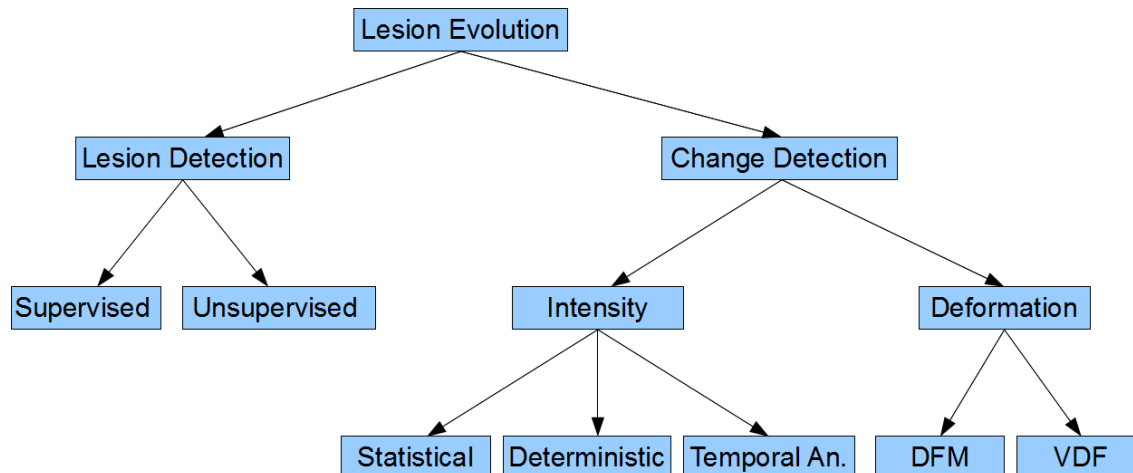 Lesion Evolution
Lesion Detection
Change Detection
Supervised
Unsupervised
Intensity
Deformation
Statistical
Deterministic
Temporal An.
DFM
VDF